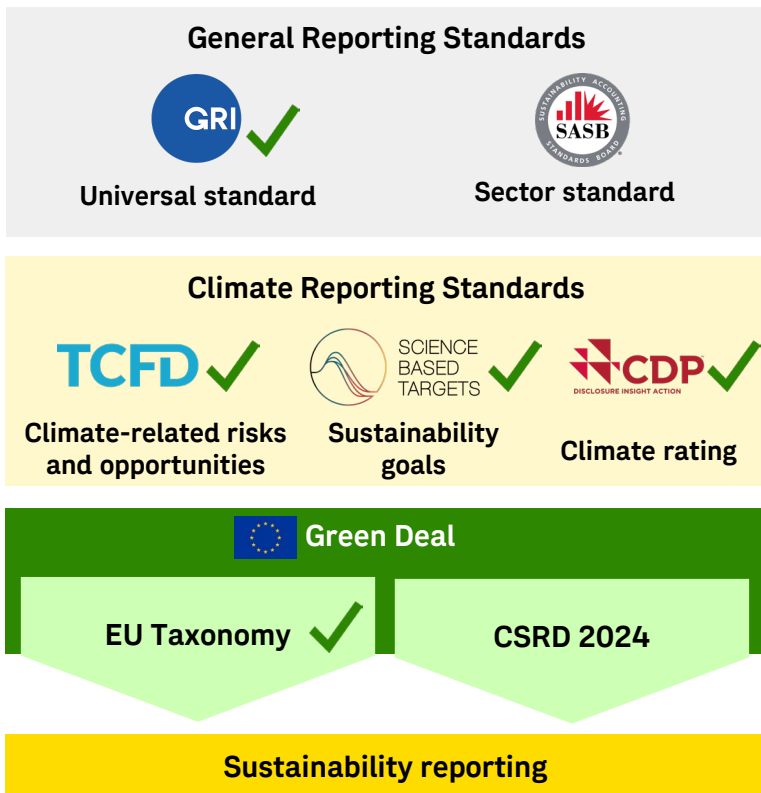 General Reporting Standards
GRI
SUSTAINABILITY ACCOUNTING
SASB
STANDARDS BOARD
®
Universal standard
Sector standard
Climate Reporting Standards
TCFD
SCIENCE
BASED
TARGETS
CDP
DISCLOSURE INSIGHT ACTION
Climate-related risks
and opportunities
Sustainability
goals
Climate rating
Green Deal
EU Taxonomy
CSRD 2024
Sustainability reporting